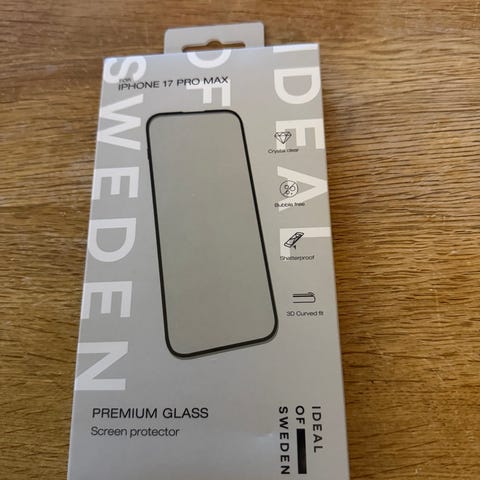 FOR
IPHONE 17 PRO MAX
IDEAL
OF
SWEDEN
Crystal clear
Bubble free
Shatterproof
3D Curved fit
PREMIUM GLASS
Screen protector
IDEAL
OF
SWEDEN